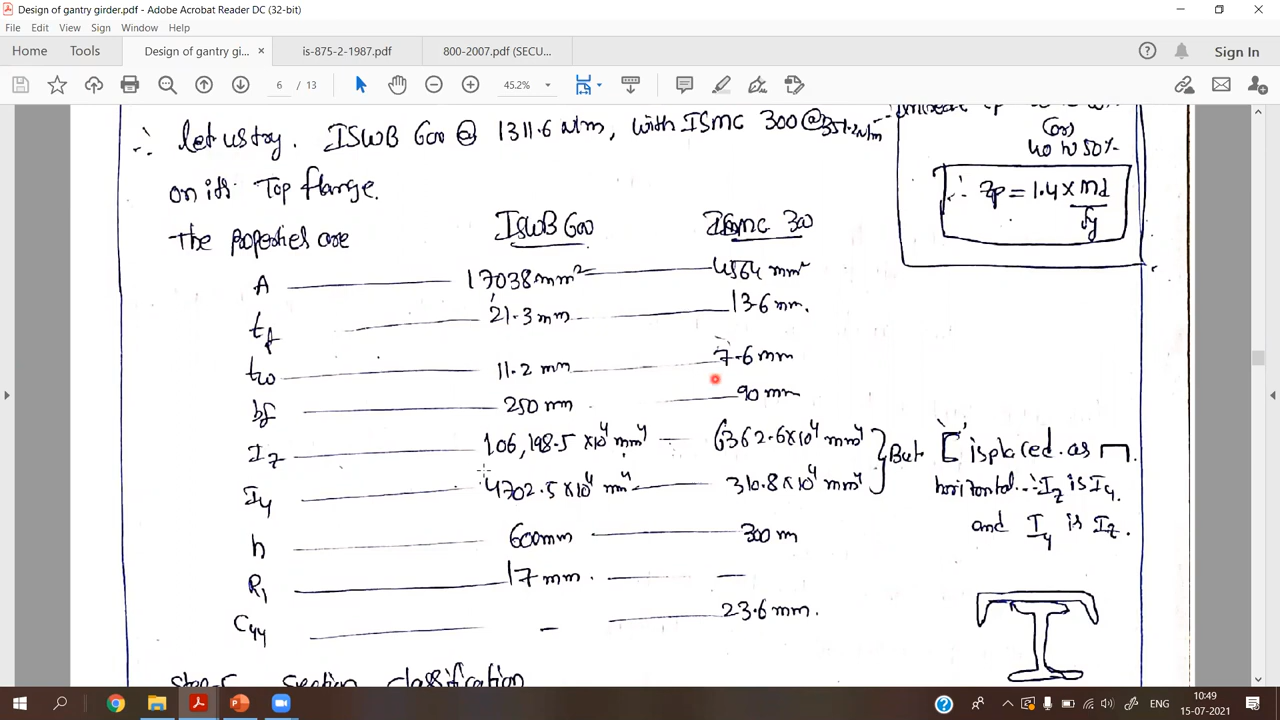 Design of gantry girder.pdf - Adobe Acrobat Reader DC (32-bit)
File Edit View Sign Window Help
Home Tools Design of gantry gi... × is-875-2-1987.pdf 800-2007.pdf (SECU... Sign In
6 / 13 45.2%
∴ let us try. ISWB 600 @ 1311.6 N/m, with ISMC 300 @ 351.2 N/m
on its Top flange.
(or)
40 to 50%
∴ Zp = 1.4 × Md/fy
The properties are ISWB 600 ISMC 300
A 17038 mm² 4564 mm²
tf 21.3 mm 13.6 mm.
tw 11.2 mm 7.6 mm
bf 250 mm 90 mm
Iz 106,198.5 ×10⁴ mm⁴ 6362.6×10⁴ mm⁴ } But '[' is placed as ⊓.
Iy 4702.5 ×10⁴ mm⁴ 310.8×10⁴ mm⁴ horizontal ∴ Iz is Iy.
and Iy is Iz.
h 600mm 300 m
R1 17 mm. —
Cyy — 23.6 mm.
step-5 section classification
ENG 10:49
15-07-2021